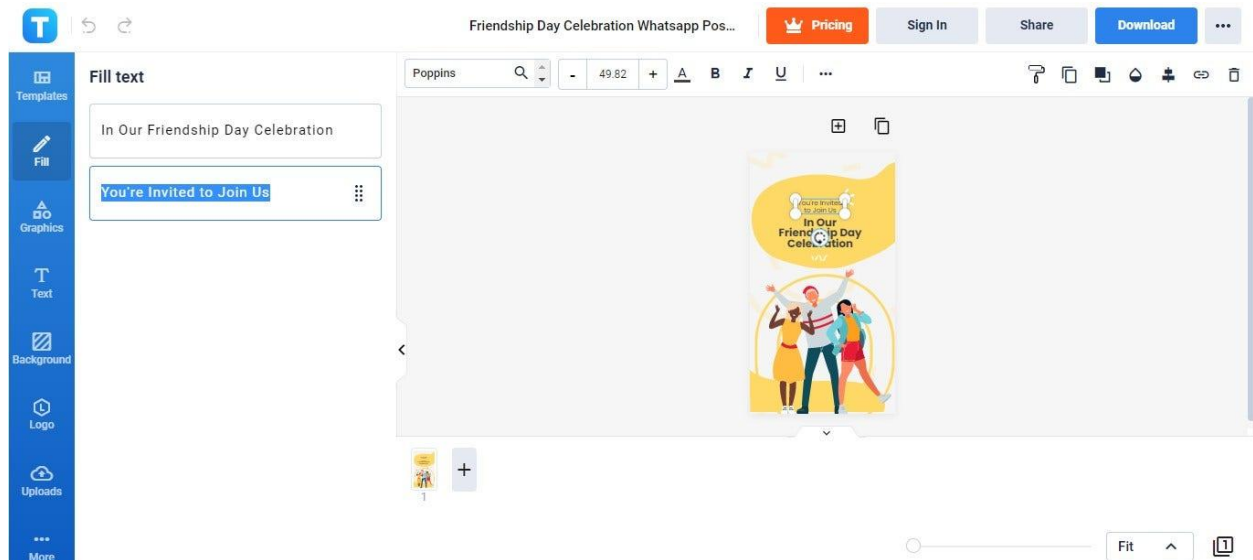 T
Friendship Day Celebration Whatsapp Pos...
Pricing
Sign In
Share
Download
Templates
Fill
Graphics
Text
Background
Logo
Uploads
More
Fill text
In Our Friendship Day Celebration
You're Invited to Join Us
Poppins
- 49.82 +
A B I U
You're Invited
to Join Us
In Our
Friendship Day
Celebration
1
Fit
1